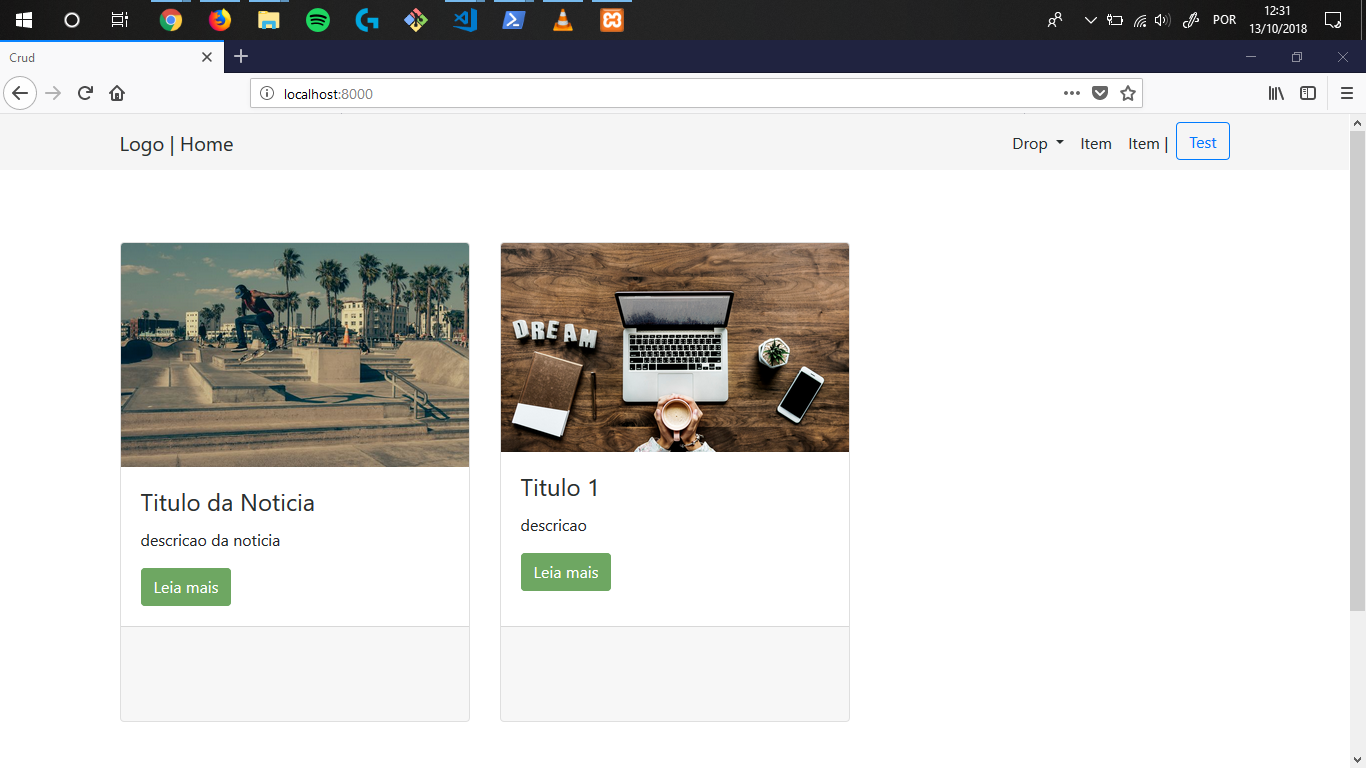 POR
12:31
13/10/2018
Crud
localhost:8000
Logo | Home
Drop
Item
Item |
Test
DREAM
Titulo da Noticia
descricao da noticia
Leia mais
Titulo 1
descricao
Leia mais